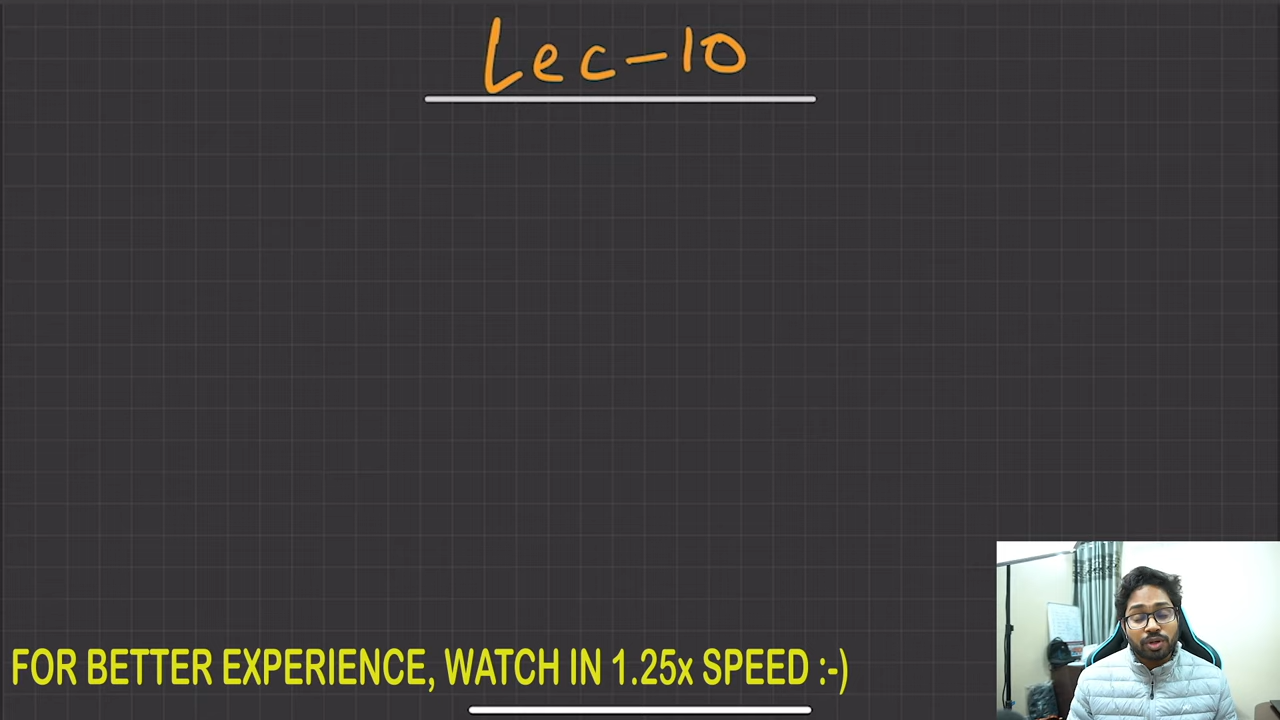 Lec-10
FOR BETTER EXPERIENCE, WATCH IN 1.25x SPEED :-)